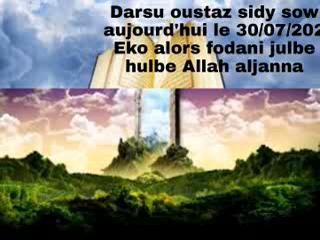 Darsu oustaz sidy sow
aujourd'hui le 30/07/202
Eko alors fodani julbe
hulbe Allah aljanna